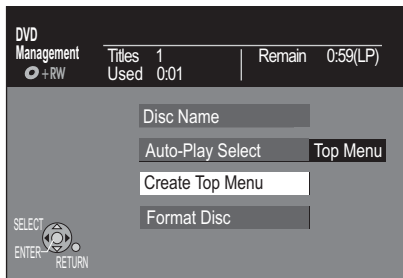 DVD
Management
+RW
Titles 1 Remain 0:59(LP)
Used 0:01
Disc Name
Auto-Play Select Top Menu
Create Top Menu
Format Disc
SELECT
ENTER
RETURN